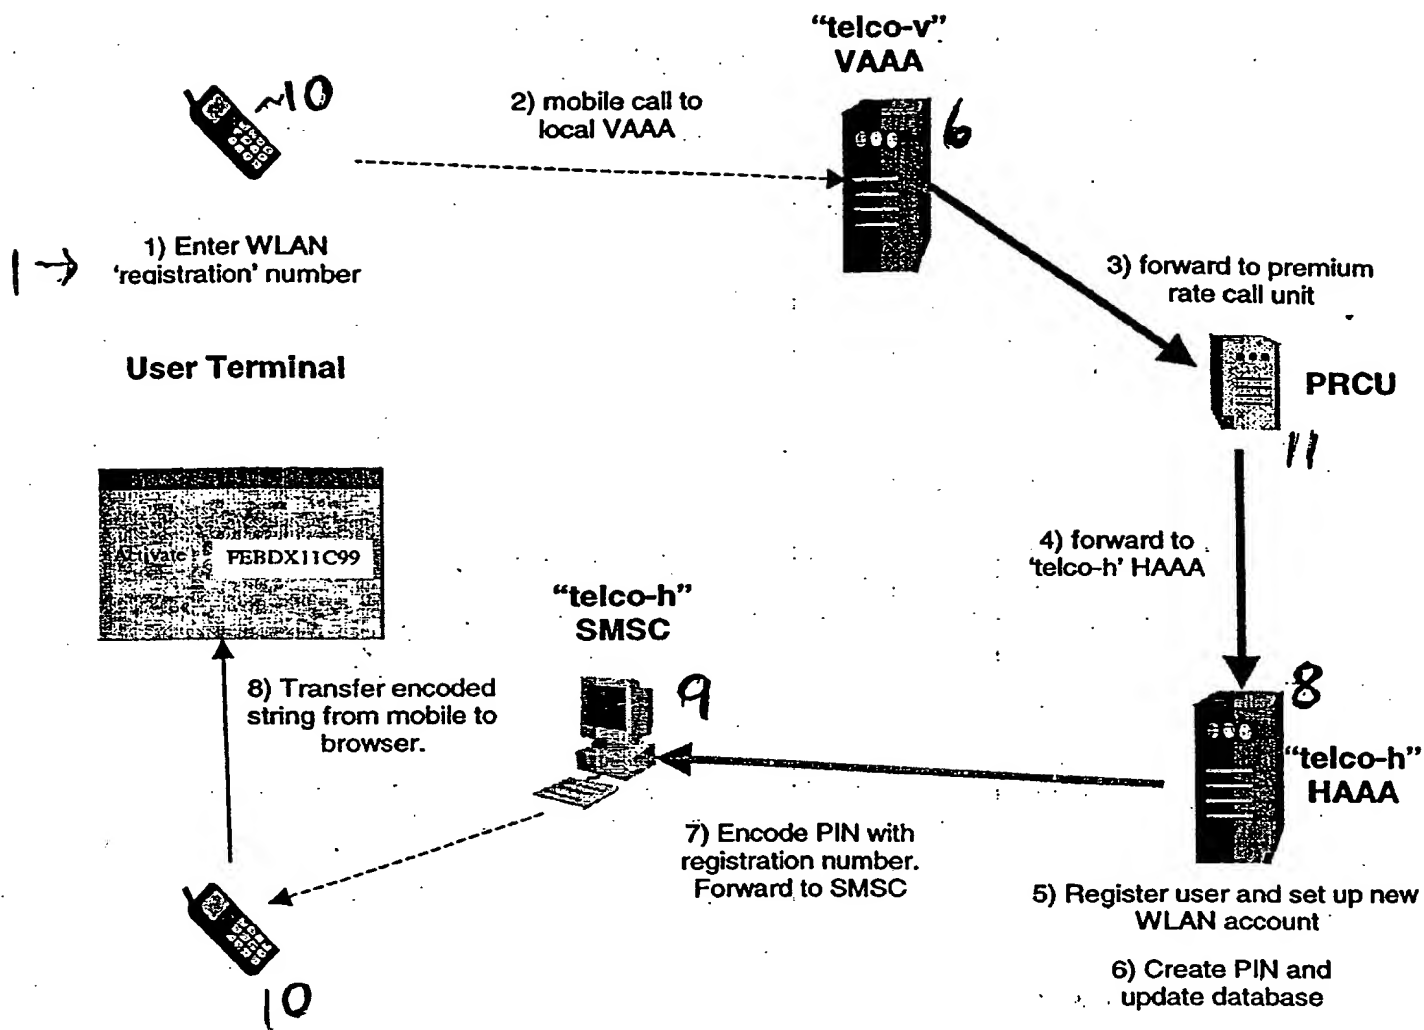 "telco-v"
VAAA
10
2) mobile call to
local VAAA
6
1) Enter WLAN
'registration' number
1
3) forward to premium
rate call unit
User Terminal
PRCU
11
Activate
FEBDX11C99
4) forward to
'telco-h' HAAA
"telco-h"
SMSC
8) Transfer encoded
string from mobile to
browser.
9
8
"telco-h"
HAAA
7) Encode PIN with
registration number.
Forward to SMSC
5) Register user and set up new
WLAN account
6) Create PIN and
update database
10